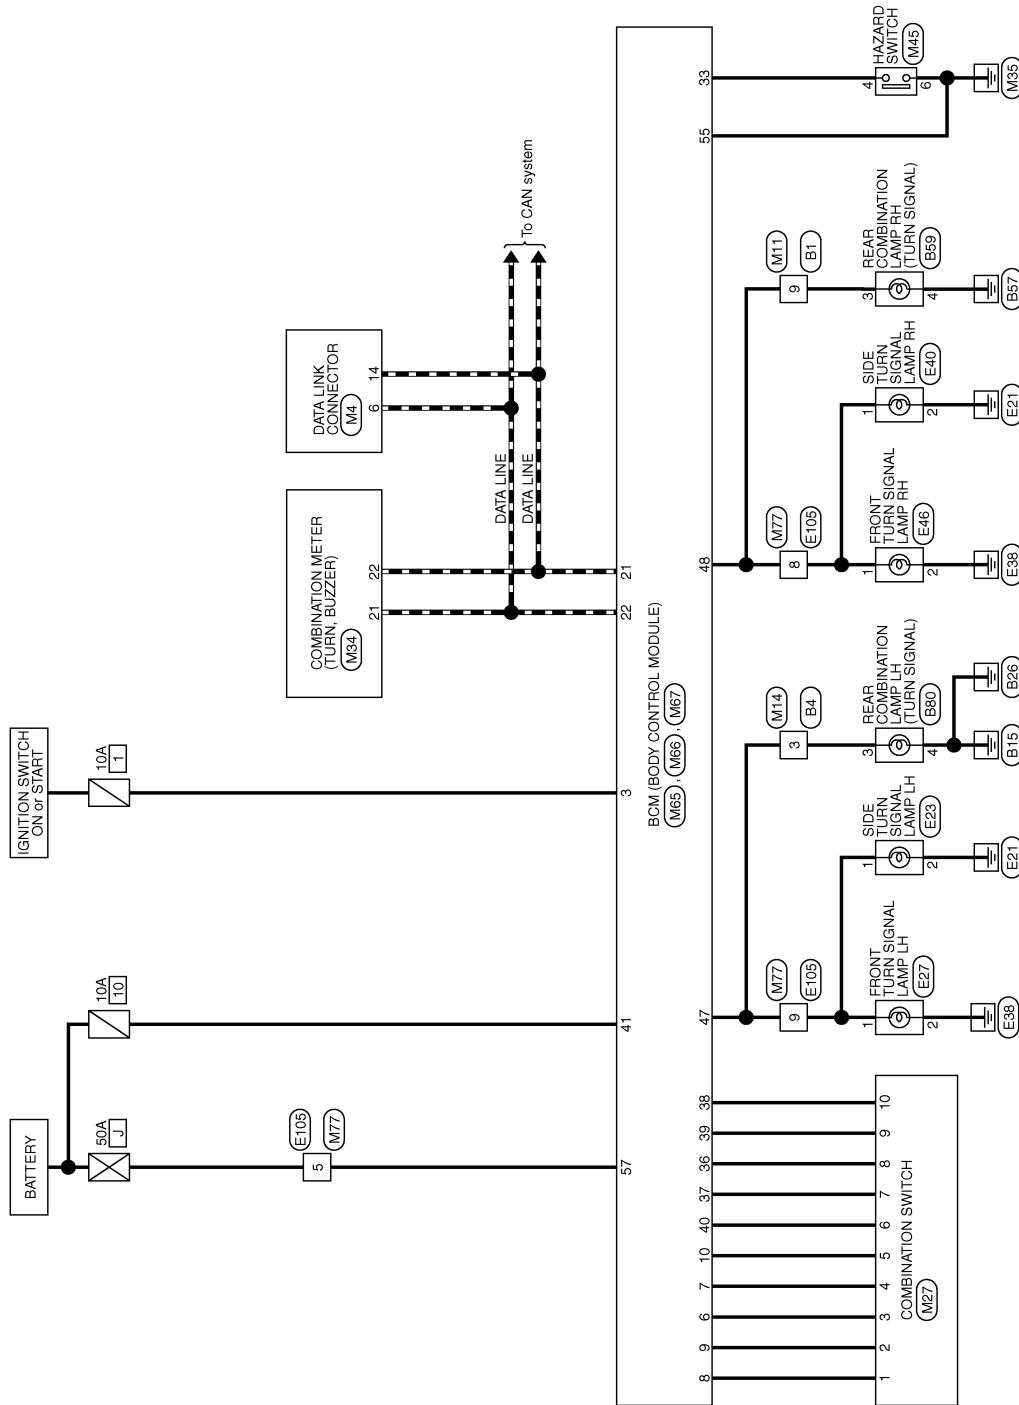 BATTERY
50A
J
10A
10
IGNITION SWITCH
ON or START
10A
1
E105
M77
5
57
41
3
COMBINATION METER
(TURN, BUZZER)
M34
21
22
DATA LINK
CONNECTOR
M4
6
14
DATA LINE
DATA LINE
To CAN system
22
21
BCM (BODY CONTROL MODULE)
M65 , M66 , M67
8
9
6
7
10
40
37
36
39
38
47
48
55
33
1
2
3
4
5
6
7
8
9
10
COMBINATION SWITCH
M27
M77
9
E105
FRONT
TURN SIGNAL
LAMP LH
E27
1
2
E38
SIDE
TURN
SIGNAL
LAMP LH
E23
1
2
E21
M14
3
B4
REAR
COMBINATION
LAMP LH
(TURN SIGNAL)
B80
3
4
B15
B26
M77
8
E105
FRONT
TURN SIGNAL
LAMP RH
E46
1
2
E38
SIDE
TURN
SIGNAL
LAMP RH
E40
1
2
E21
M11
9
B1
REAR
COMBINATION
LAMP RH
(TURN SIGNAL)
B59
3
4
B57
HAZARD
SWITCH
M45
4
6
M35